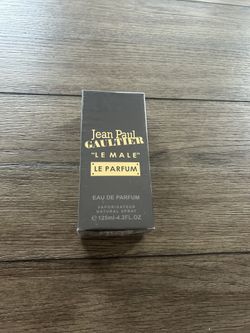 Jean Paul
GAULTIER
"LE MALE"
LE PARFUM
EAU DE PARFUM
VAPORISATEUR
NATURAL SPRAY
℮125ml-4.2FL.OZ